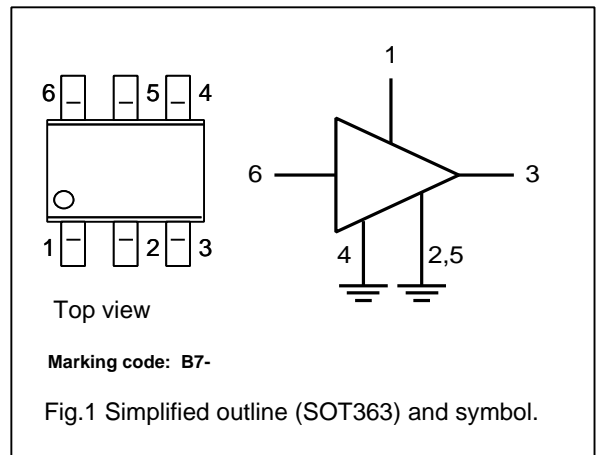 1
6 5 4
6 3
4 2,5
1 2 3
Top view
Marking code: B7-
Fig.1 Simplified outline (SOT363) and symbol.